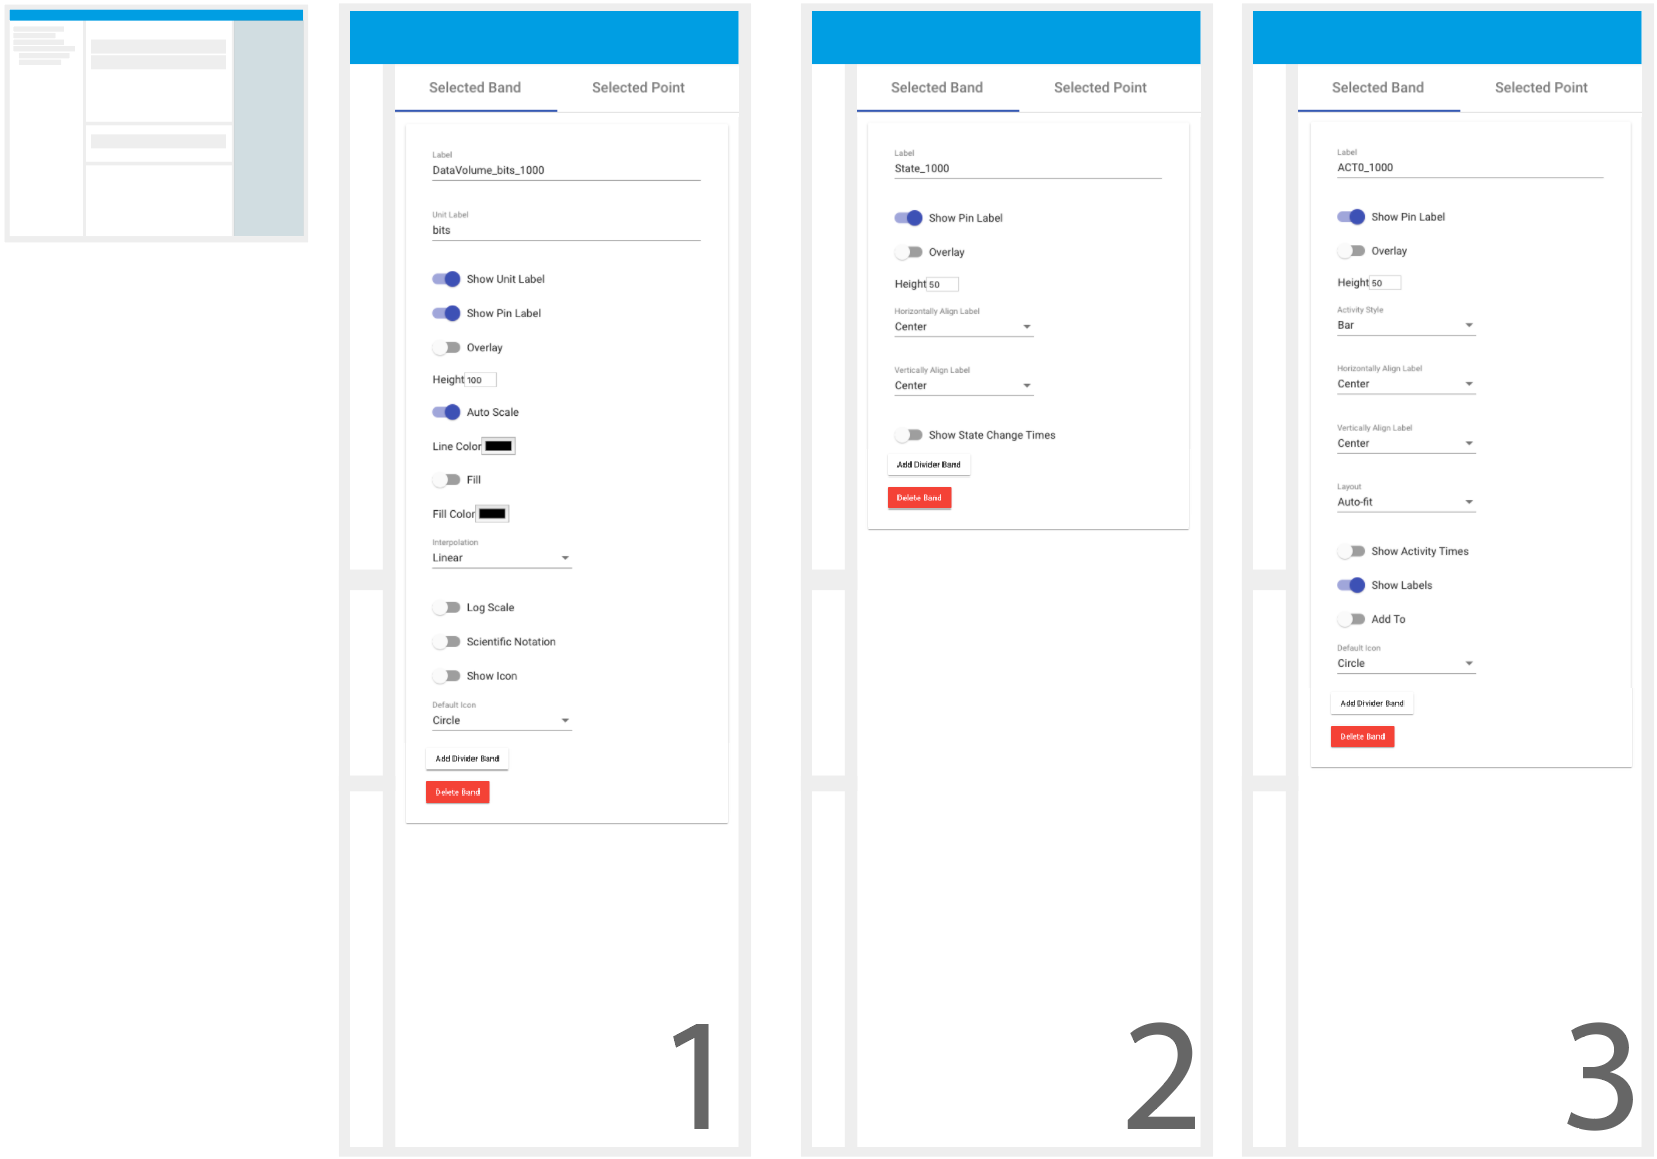 Selected Band Selected Point
Label
DataVolume_bits_1000
Unit Label
bits
Show Unit Label
Show Pin Label
Overlay
Height 100
Auto Scale
Line Color
Fill
Fill Color
Interpolation
Linear
Log Scale
Scientific Notation
Show Icon
Default Icon
Circle
Add Divider Band
Delete Band
1
Selected Band Selected Point
Label
State_1000
Show Pin Label
Overlay
Height 50
Horizontally Align Label
Center
Vertically Align Label
Center
Show State Change Times
Add Divider Band
Delete Band
2
Selected Band Selected Point
Label
ACT0_1000
Show Pin Label
Overlay
Height 50
Activity Style
Bar
Horizontally Align Label
Center
Vertically Align Label
Center
Layout
Auto-fit
Show Activity Times
Show Labels
Add To
Default Icon
Circle
Add Divider Band
Delete Band
3